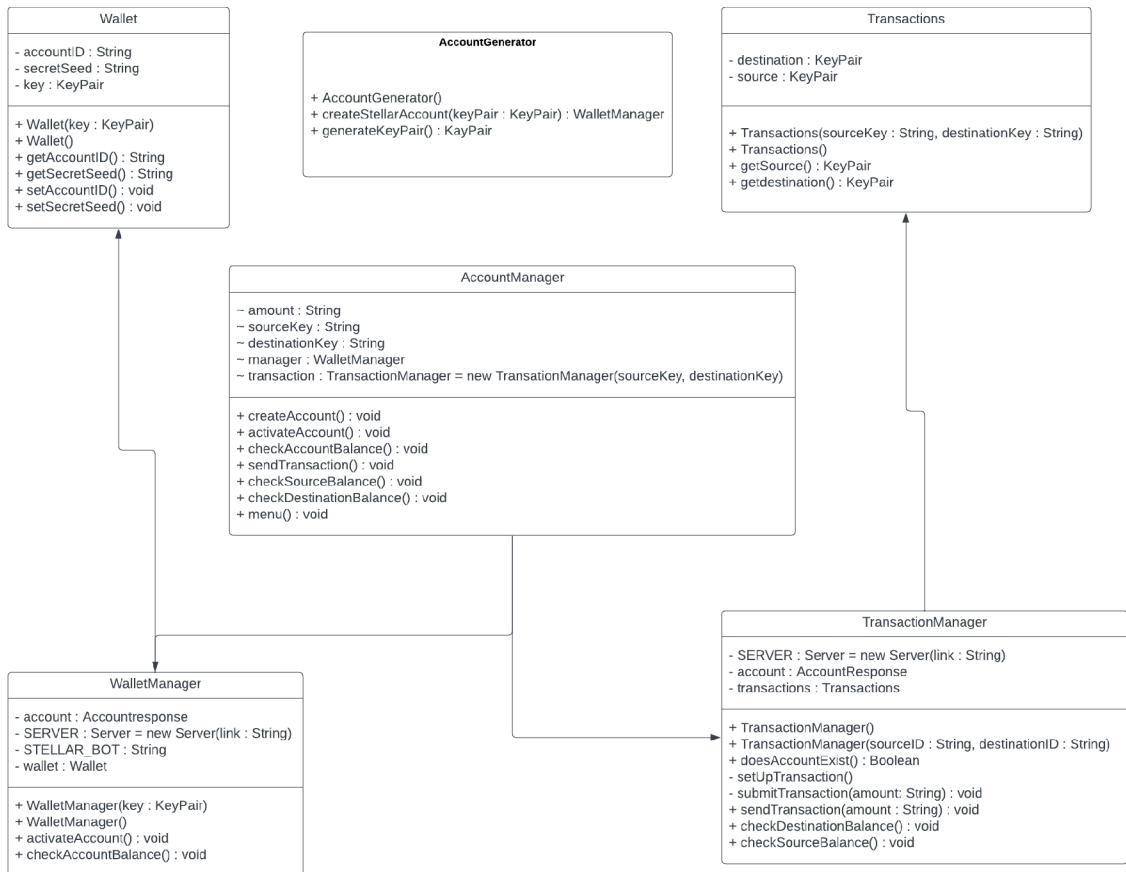 Wallet
- accountID : String
- secretSeed : String
- key : KeyPair
+ Wallet(key : KeyPair)
+ Wallet()
+ getAccountID() : String
+ getSecretSeed() : String
+ setAccountID() : void
+ setSecretSeed() : void
AccountGenerator
+ AccountGenerator()
+ createStellarAccount(keyPair : KeyPair) : WalletManager
+ generateKeyPair() : KayPair
Transactions
- destination : KeyPair
- source : KeyPair
+ Transactions(sourceKey : String, destinationKey : String)
+ Transactions()
+ getSource() : KeyPair
+ getdestination() : KeyPair
AccountManager
~ amount : String
~ sourceKey : String
~ destinationKey : String
~ manager : WalletManager
~ transaction : TransactionManager = new TransationManager(sourceKey, destinationKey)
+ createAccount() : void
+ activateAccount() : void
+ checkAccountBalance() : void
+ sendTransaction() : void
+ checkSourceBalance() : void
+ checkDestinationBalance() : void
+ menu() : void
WalletManager
- account : Accountresponse
- SERVER : Server = new Server(link : String)
- STELLAR_BOT : String
- wallet : Wallet
+ WalletManager(key : KeyPair)
+ WalletManager()
+ activateAccount() : void
+ checkAccountBalance() : void
TransactionManager
- SERVER : Server = new Server(link : String)
- account : AccountResponse
- transactions : Transactions
+ TransactionManager()
+ TransactionManager(sourceID : String, destinationID : String)
+ doesAccountExist() : Boolean
- setUpTransaction()
- submitTransaction(amount: String) : void
+ sendTransaction(amount : String) : void
+ checkDestinationBalance() : void
+ checkSourceBalance() : void